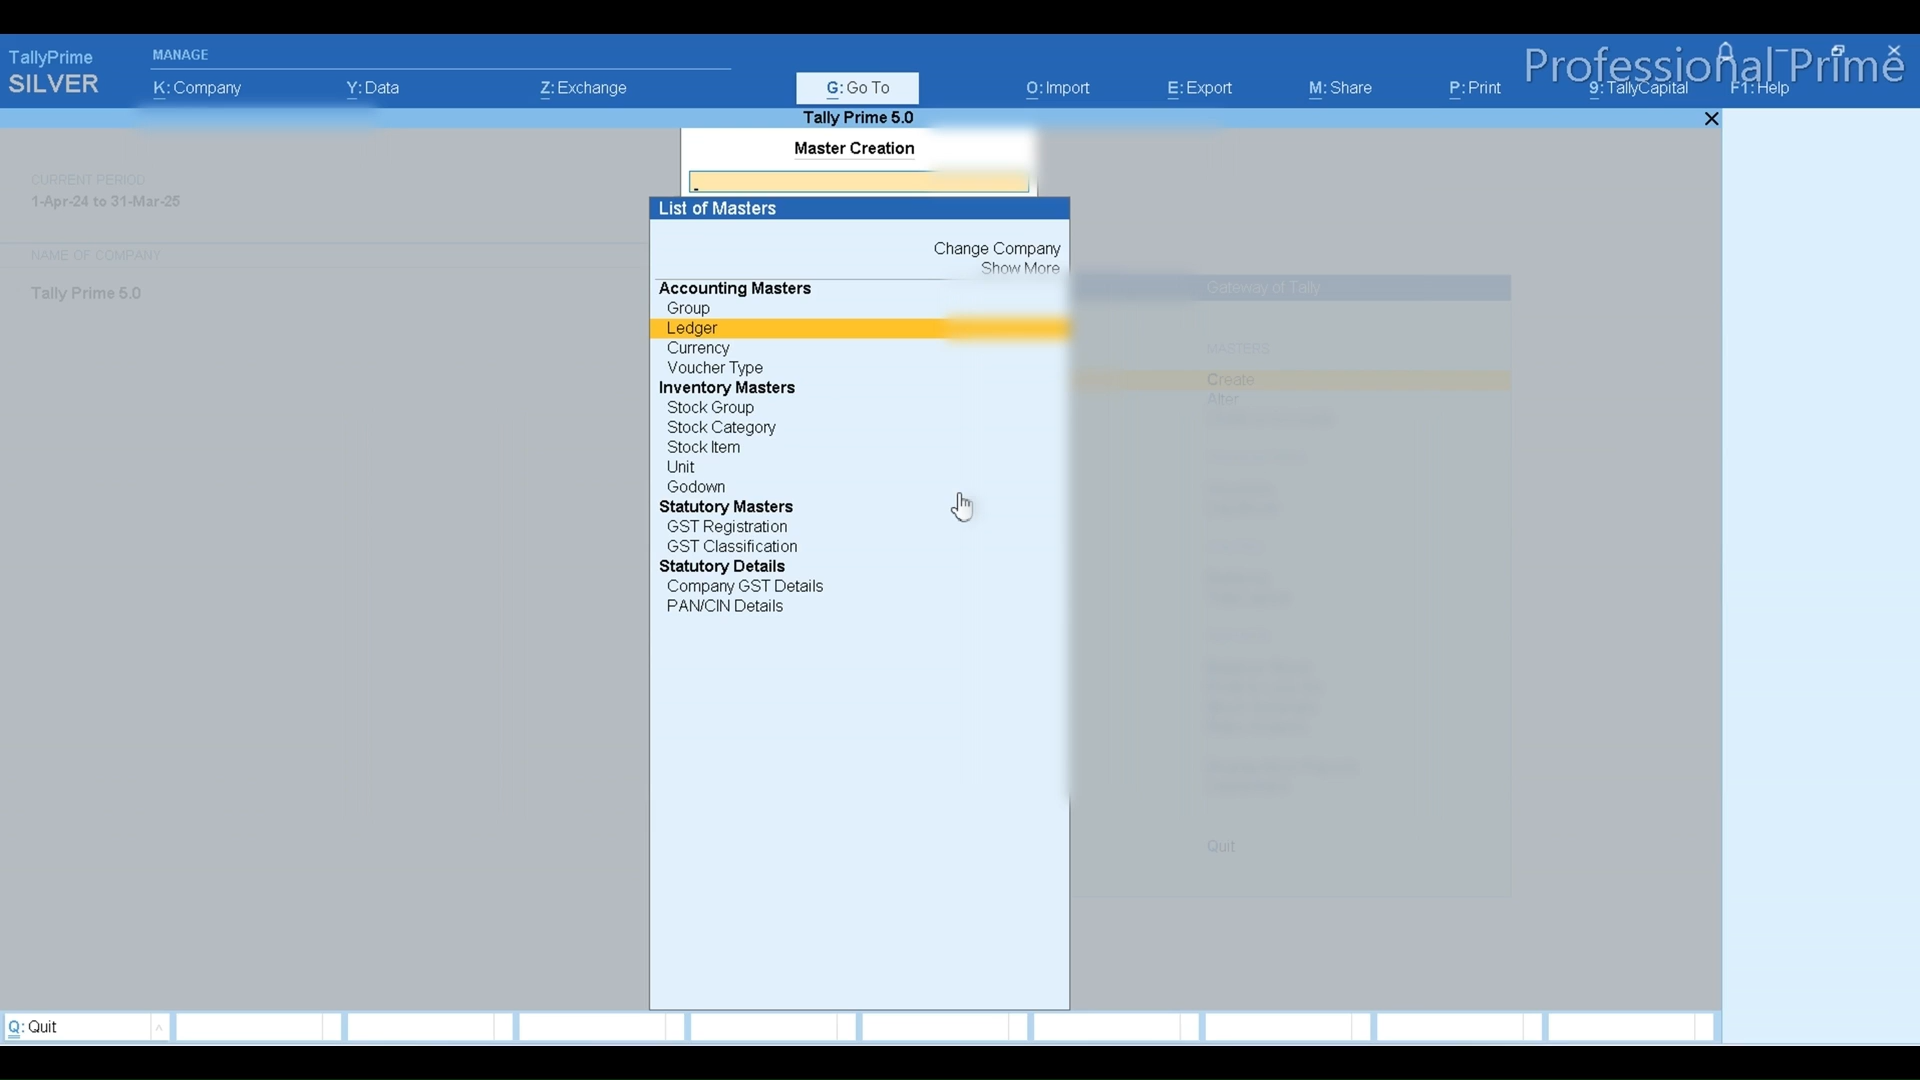 TallyPrime
SILVER
MANAGE
K: Company
Y: Data
Z: Exchange
G: Go To
O: Import
E: Export
M: Share
P: Print
9: TallyCapital
F1: Help
Professional Prime
Tally Prime 5.0
CURRENT PERIOD
1-Apr-24 to 31-Mar-25
NAME OF COMPANY
Tally Prime 5.0
Master Creation
List of Masters
Change Company
Show More
Accounting Masters
Group
Ledger
Currency
Voucher Type
Inventory Masters
Stock Group
Stock Category
Stock Item
Unit
Godown
Statutory Masters
GST Registration
GST Classification
Statutory Details
Company GST Details
PAN/CIN Details
Gateway of Tally
MASTERS
Create
Alter
Quit
Q: Quit